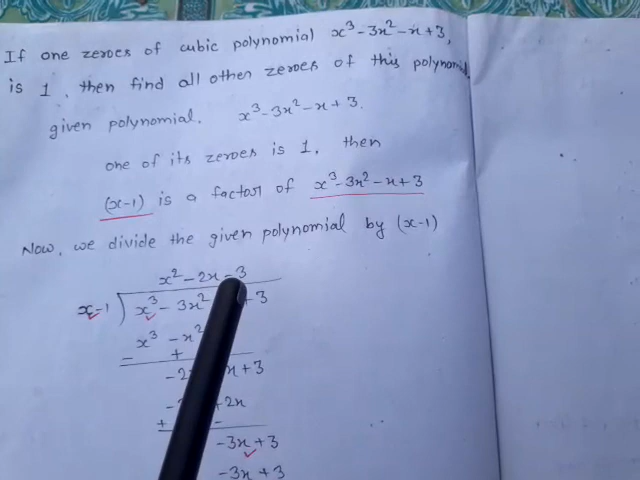 If one zeroes of cubic polynomial x³-3x²-x+3,
is 1, then find all other zeroes of this polynomial
given polynomial. x³-3x²-x+3.
one of its zeroes is 1, then
(x-1) is a factor of x³-3x²-x+3
Now, we divide the given polynomial by (x-1)
x²-2x-3
x-1 ) x³-3x² +3
x³-x²
- +
-2 x+3
- +2x
+ -
-3x+3
-3x+3